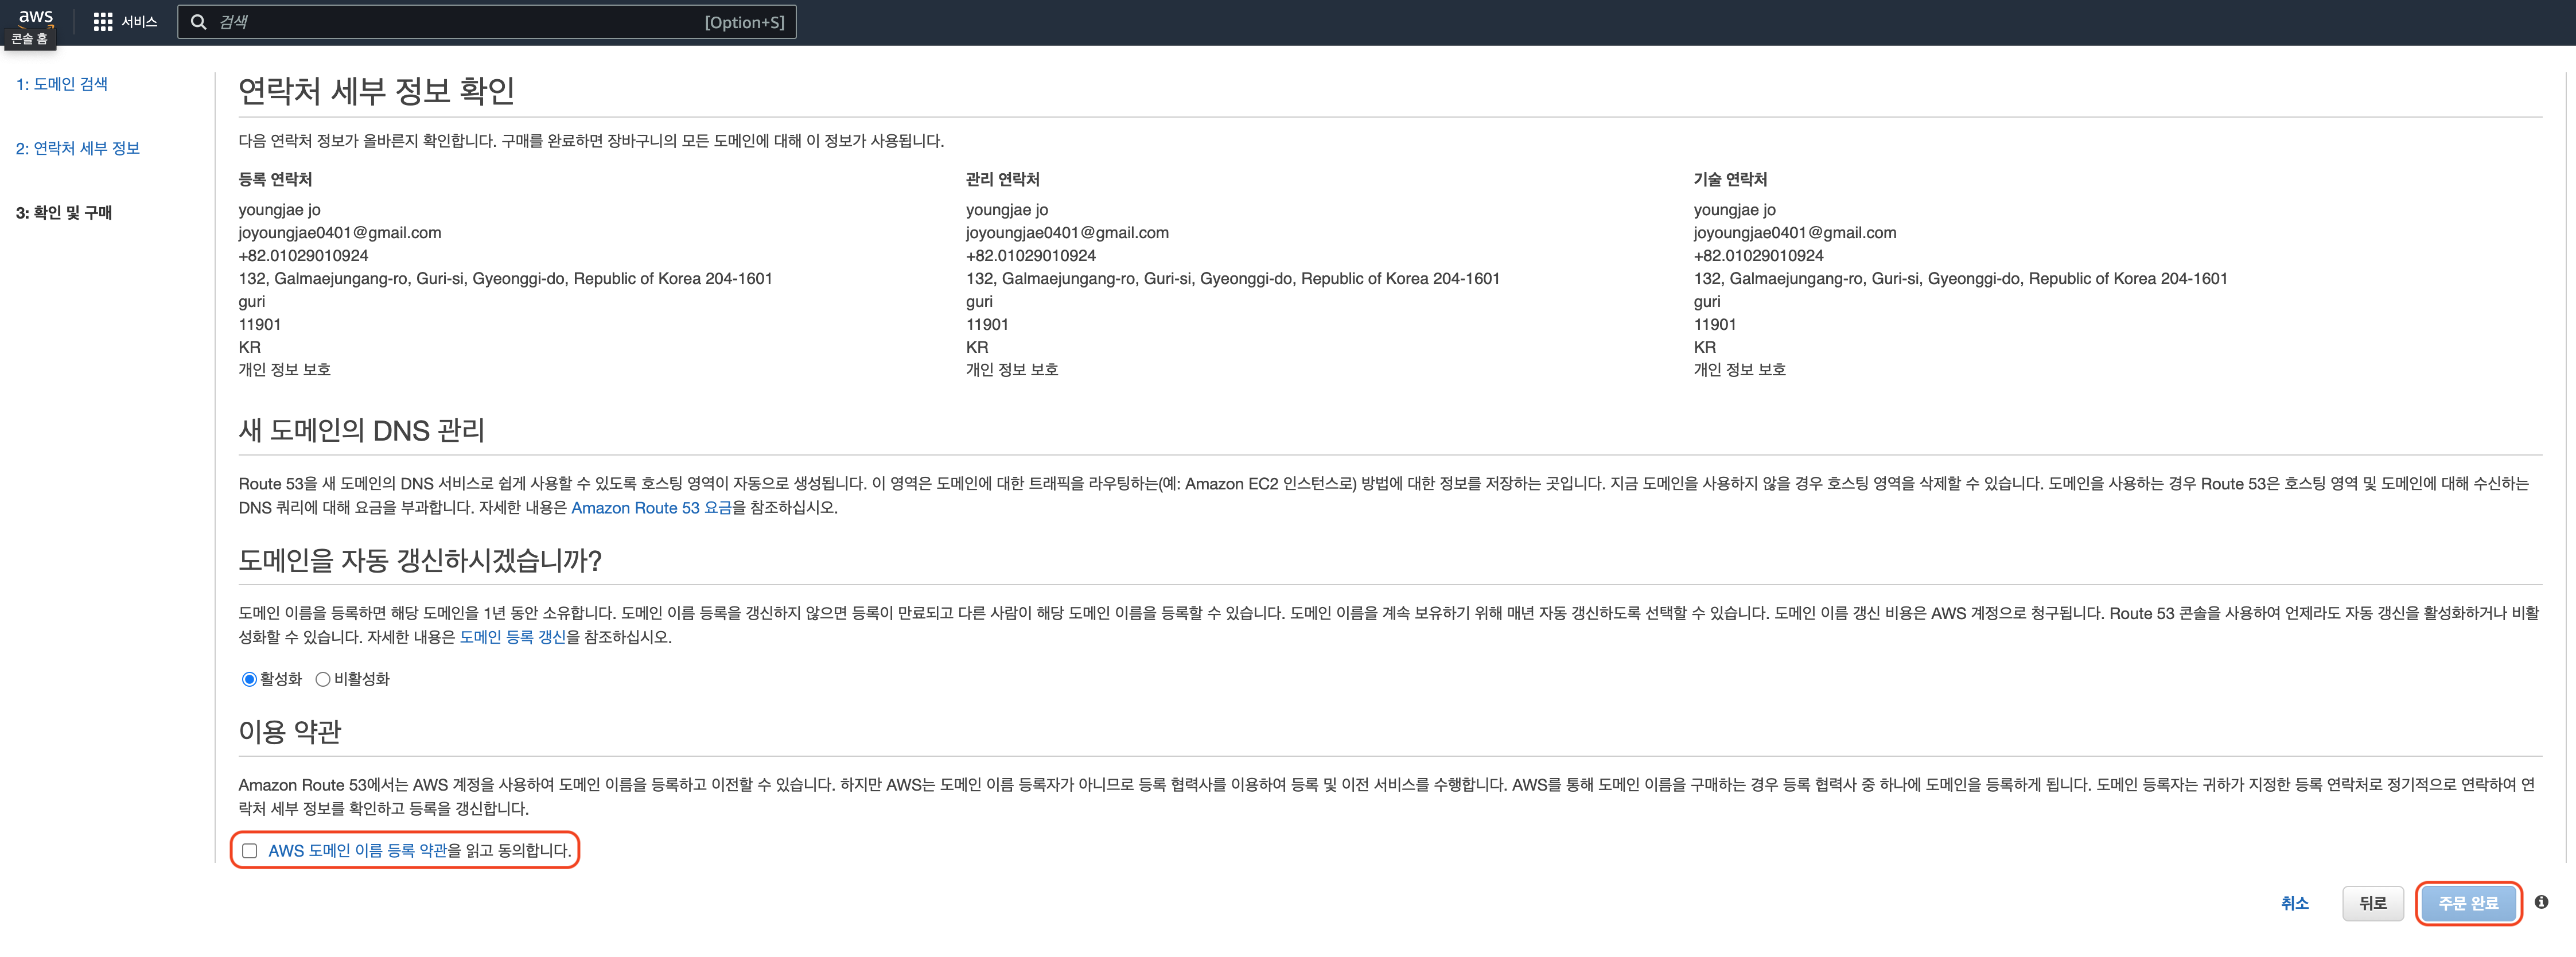 aws
서비스
검색
[Option+S]
콘솔 홈
1: 도메인 검색
2: 연락처 세부 정보
3: 확인 및 구매
연락처 세부 정보 확인
다음 연락처 정보가 올바른지 확인합니다. 구매를 완료하면 장바구니의 모든 도메인에 대해 이 정보가 사용됩니다.
등록 연락처
youngjae jo
joyoungjae0401@gmail.com
+82.01029010924
132, Galmaejungang-ro, Guri-si, Gyeonggi-do, Republic of Korea 204-1601
guri
11901
KR
개인 정보 보호
관리 연락처
youngjae jo
joyoungjae0401@gmail.com
+82.01029010924
132, Galmaejungang-ro, Guri-si, Gyeonggi-do, Republic of Korea 204-1601
guri
11901
KR
개인 정보 보호
기술 연락처
youngjae jo
joyoungjae0401@gmail.com
+82.01029010924
132, Galmaejungang-ro, Guri-si, Gyeonggi-do, Republic of Korea 204-1601
guri
11901
KR
개인 정보 보호
새 도메인의 DNS 관리
Route 53을 새 도메인의 DNS 서비스로 쉽게 사용할 수 있도록 호스팅 영역이 자동으로 생성됩니다. 이 영역은 도메인에 대한 트래픽을 라우팅하는(예: Amazon EC2 인스턴스로) 방법에 대한 정보를 저장하는 곳입니다. 지금 도메인을 사용하지 않을 경우 호스팅 영역을 삭제할 수 있습니다. 도메인을 사용하는 경우 Route 53은 호스팅 영역 및 도메인에 대해 수신하는
DNS 쿼리에 대해 요금을 부과합니다. 자세한 내용은 Amazon Route 53 요금을 참조하십시오.
도메인을 자동 갱신하시겠습니까?
도메인 이름을 등록하면 해당 도메인을 1년 동안 소유합니다. 도메인 이름 등록을 갱신하지 않으면 등록이 만료되고 다른 사람이 해당 도메인 이름을 등록할 수 있습니다. 도메인 이름을 계속 보유하기 위해 매년 자동 갱신하도록 선택할 수 있습니다. 도메인 이름 갱신 비용은 AWS 계정으로 청구됩니다. Route 53 콘솔을 사용하여 언제라도 자동 갱신을 활성화하거나 비활
성화할 수 있습니다. 자세한 내용은 도메인 등록 갱신을 참조하십시오.
활성화 비활성화
이용 약관
Amazon Route 53에서는 AWS 계정을 사용하여 도메인 이름을 등록하고 이전할 수 있습니다. 하지만 AWS는 도메인 이름 등록자가 아니므로 등록 협력사를 이용하여 등록 및 이전 서비스를 수행합니다. AWS를 통해 도메인 이름을 구매하는 경우 등록 협력사 중 하나에 도메인을 등록하게 됩니다. 도메인 등록자는 귀하가 지정한 등록 연락처로 정기적으로 연락하여 연
락처 세부 정보를 확인하고 등록을 갱신합니다.
AWS 도메인 이름 등록 약관을 읽고 동의합니다.
취소
뒤로
주문 완료